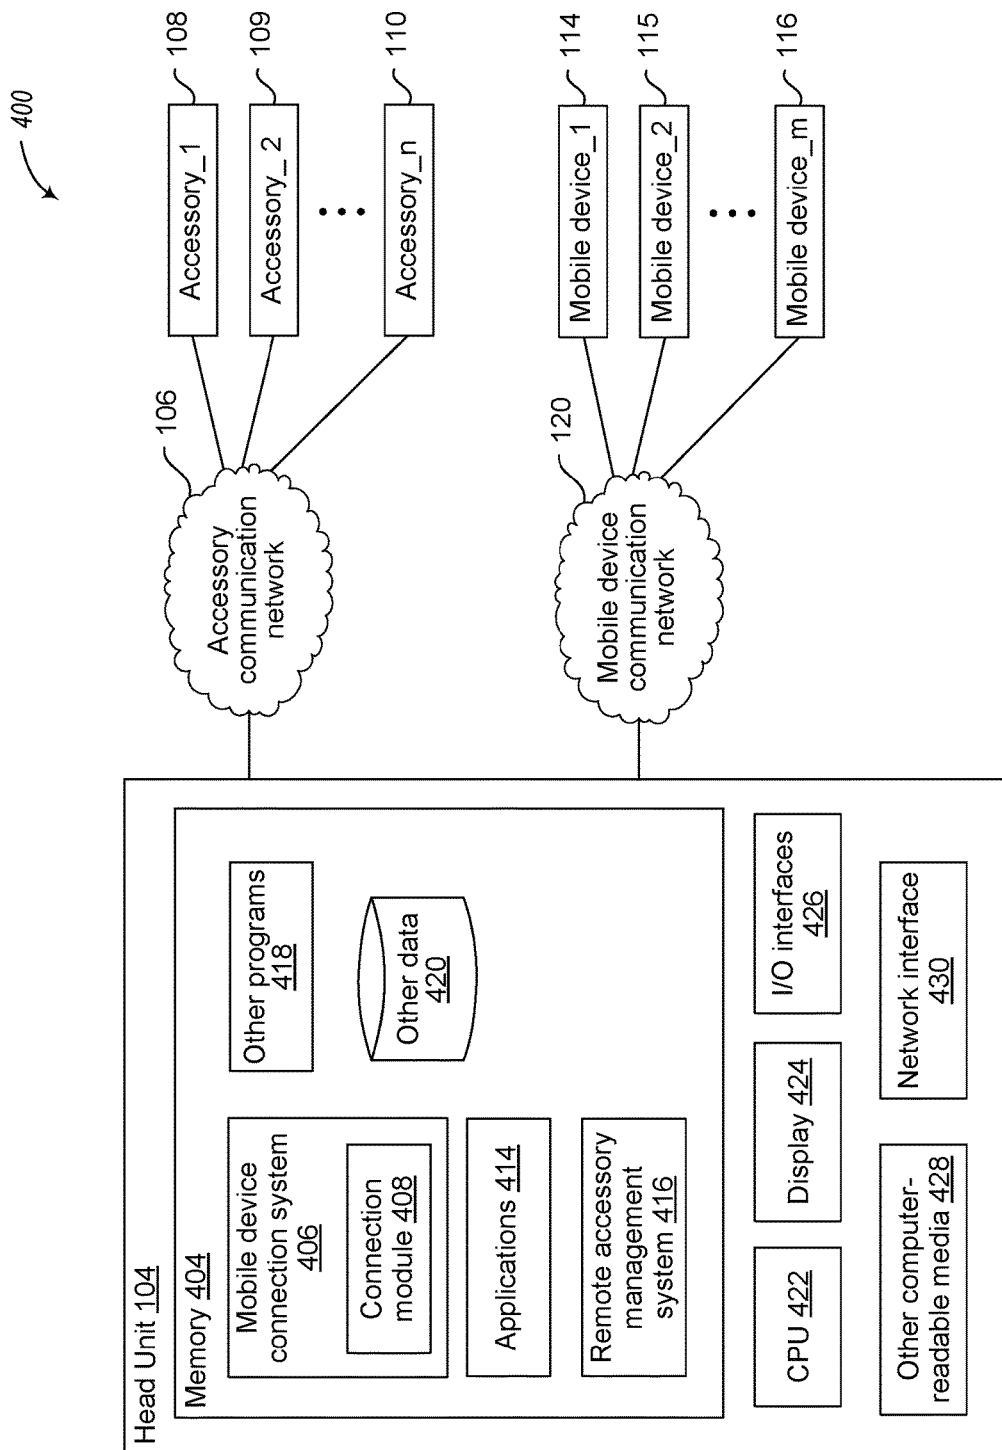 400
Head Unit 104
Memory 404
Mobile device
connection system
406
Connection
module 408
Applications 414
Remote accessory
management
system 416
Other programs
418
Other data
420
CPU 422
Display 424
I/O interfaces
426
Other computer-
readable media 428
Network interface
430
106
Accessory
communication
network
Accessory_1
108
Accessory_2
109
Accessory_n
110
120
Mobile device
communication
network
Mobile device_1
114
Mobile device_2
115
Mobile device_m
116